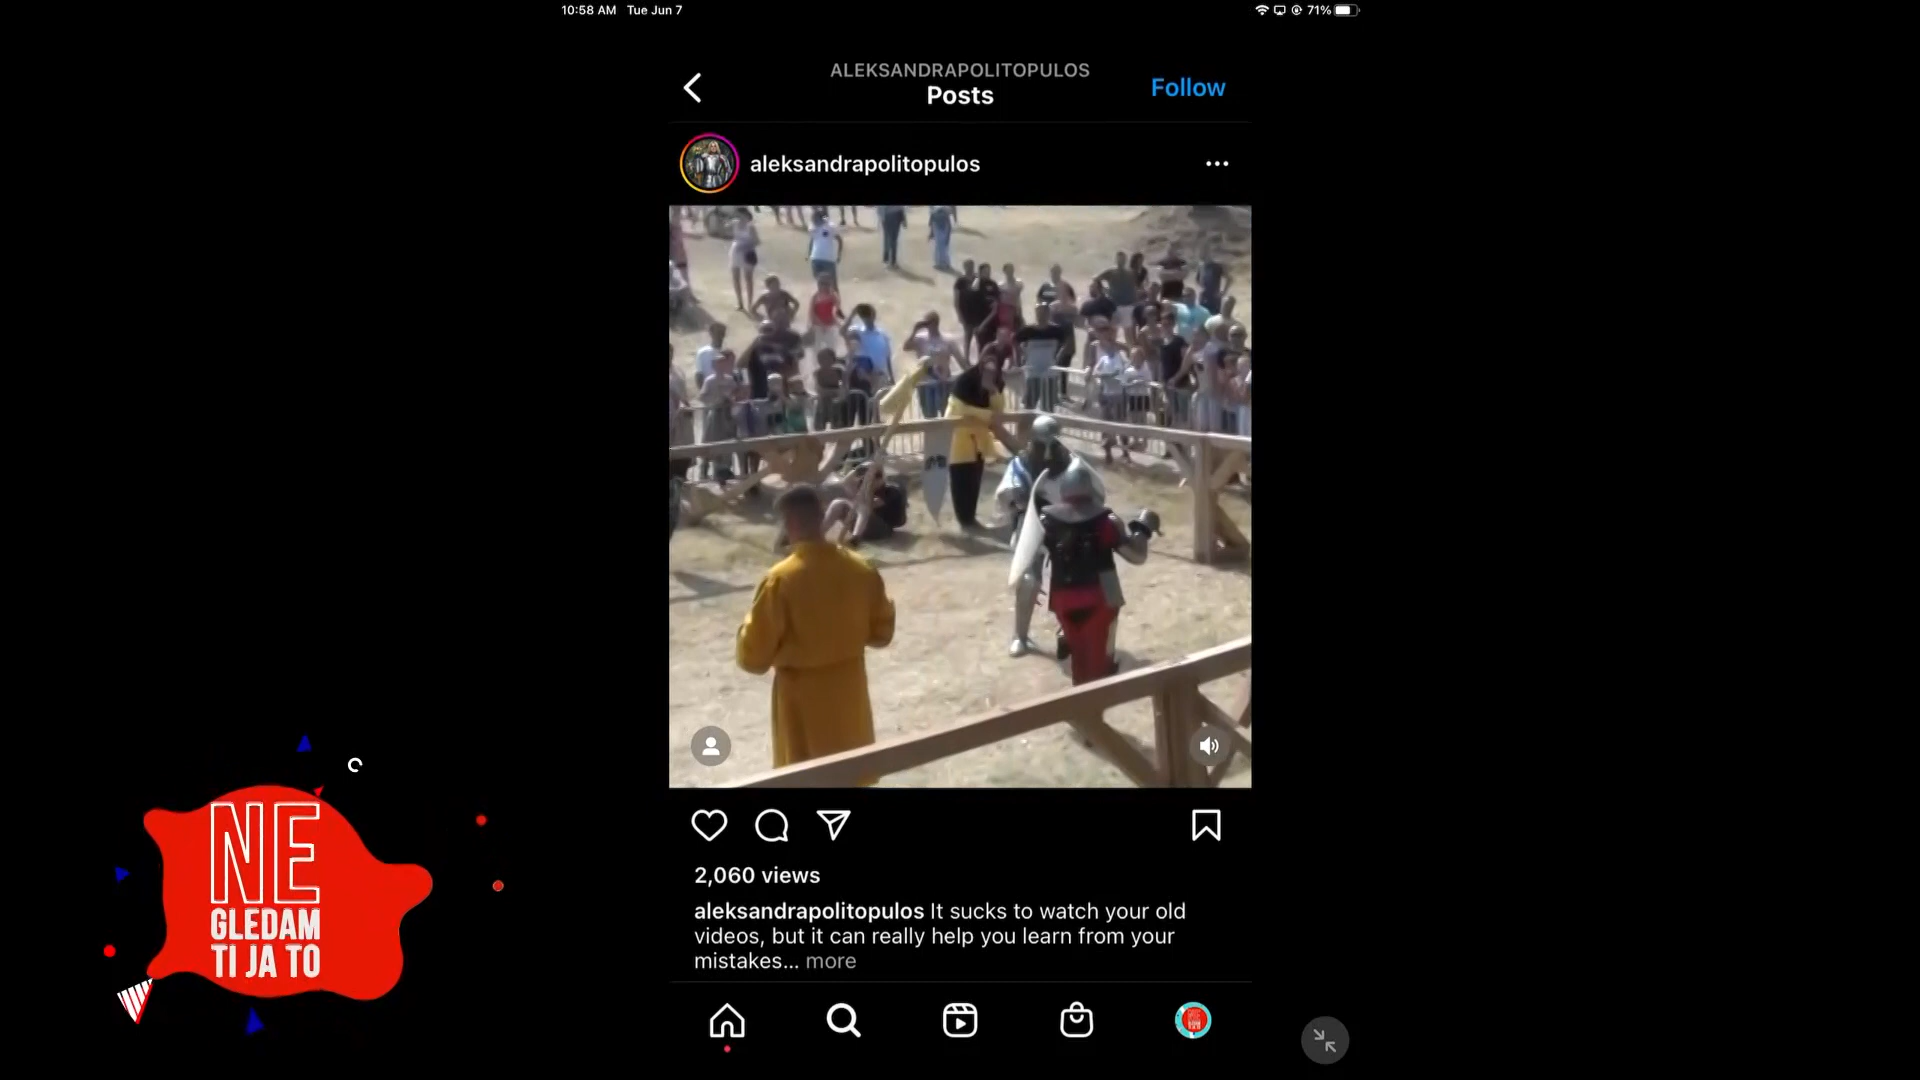 10:58 AM Tue Jun 7
71%
ALEKSANDRAPOLITOPULOS
Posts
Follow
aleksandrapolitopulos
2,060 views
aleksandrapolitopulos It sucks to watch your old
videos, but it can really help you learn from your
mistakes... more
NE
GLEDAM
TI JA TO